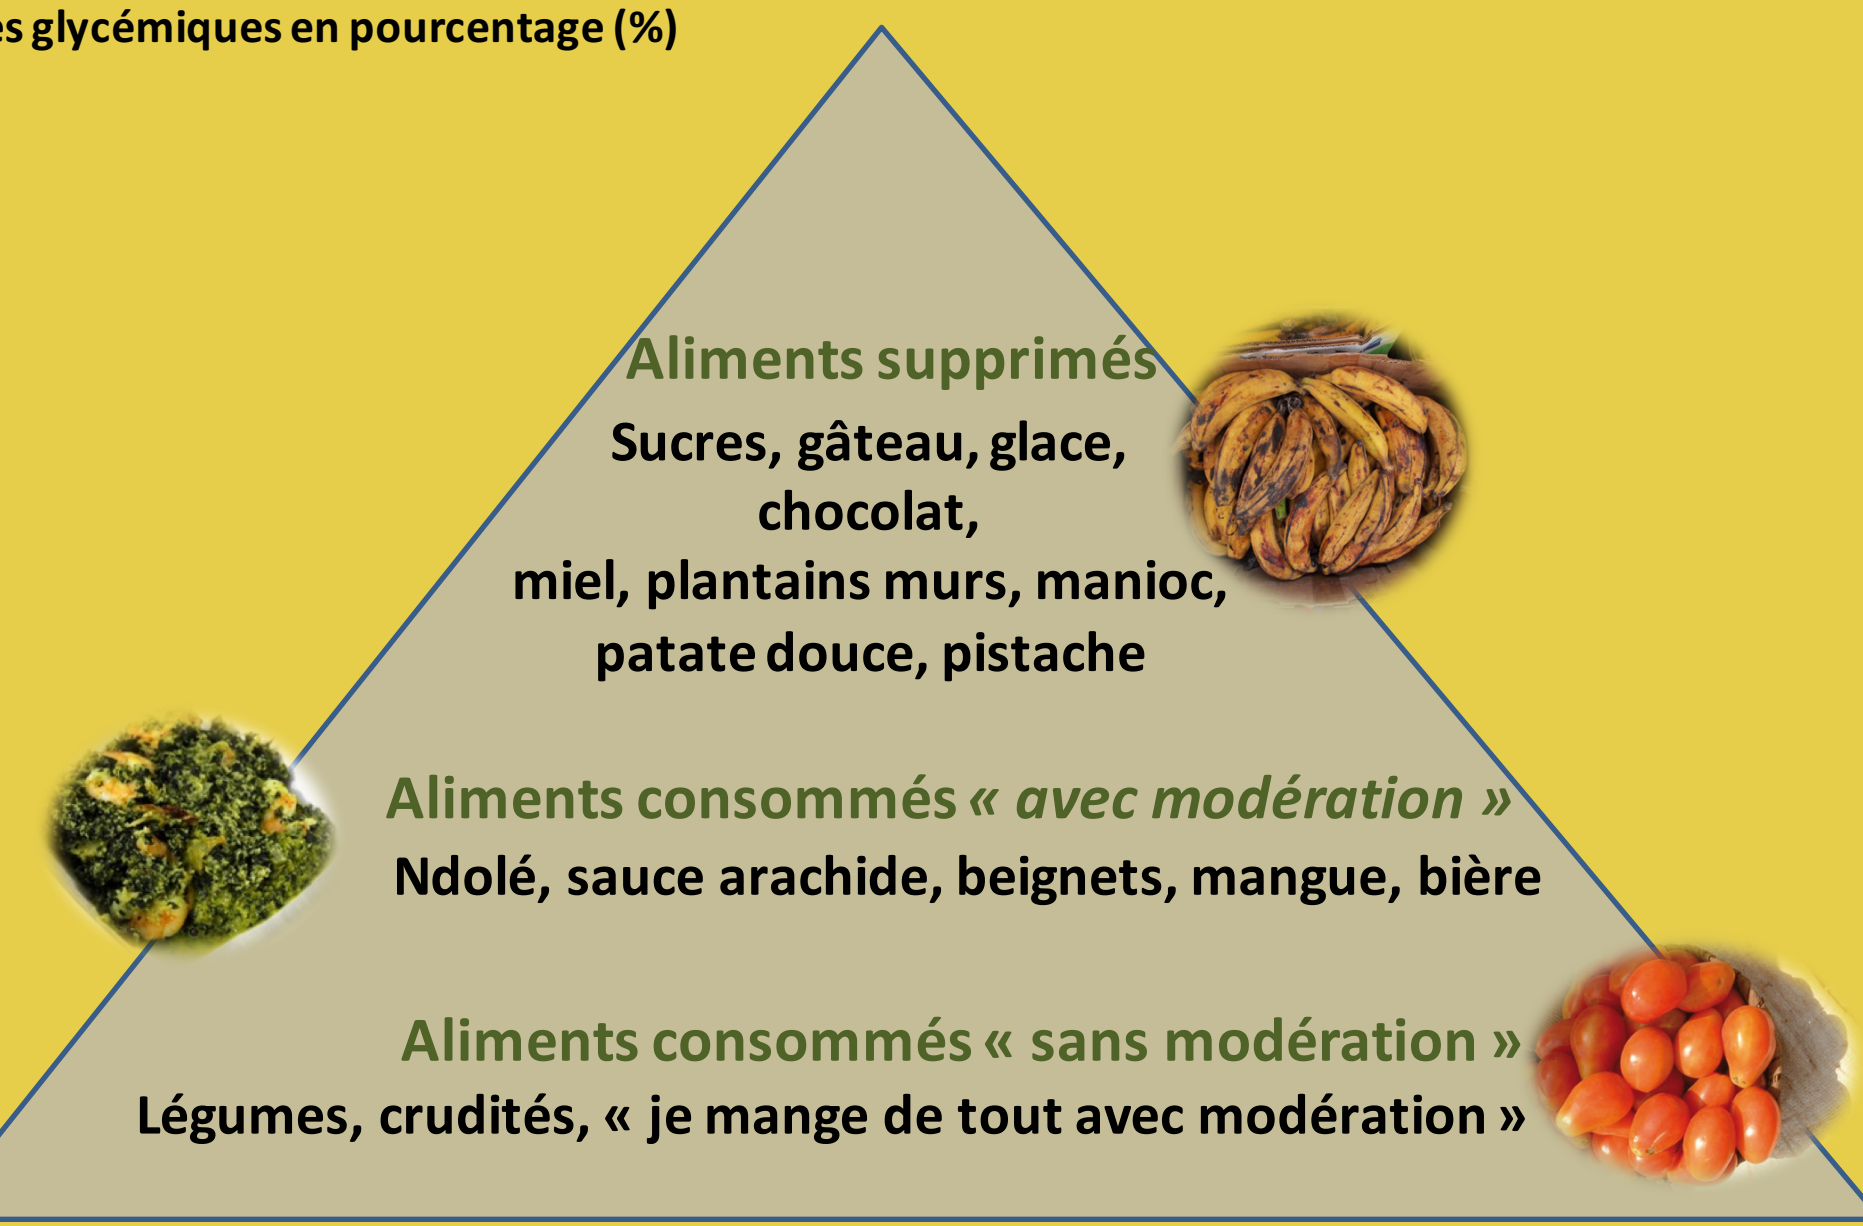 glycémiques en pourcentage (%)
Aliments supprimés
Sucres, gâteau, glace,
chocolat,
miel, plantains murs, manioc,
patate douce, pistache
Aliments consommés « avec modération »
Ndolé, sauce arachide, beignets, mangue, bière
Aliments consommés « sans modération »
Légumes, crudités, « je mange de tout avec modération »